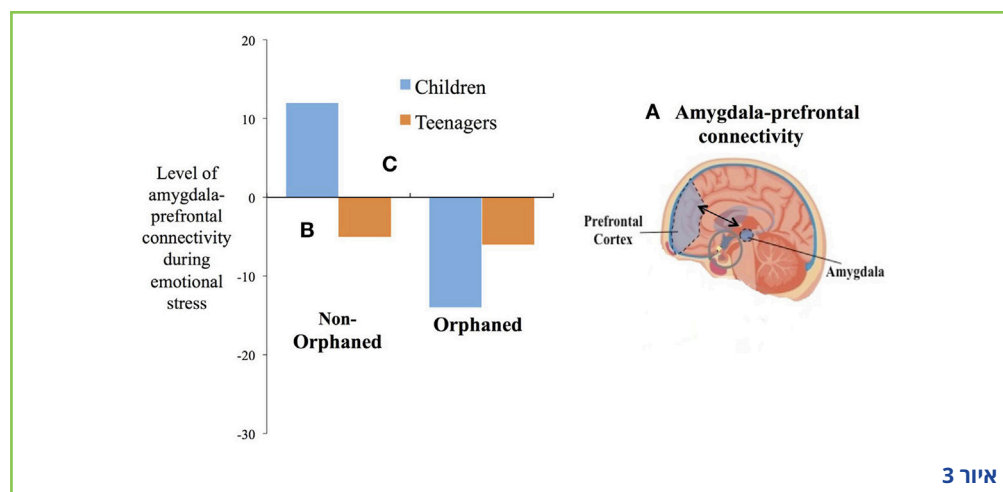 20
10
0
-10
-20
-30
Level of
amygdala-
prefrontal
connectivity
during
emotional
stress
Children
Teenagers
C
B
Non-
Orphaned
Orphaned
A Amygdala-prefrontal
connectivity
Prefrontal
Cortex
Amygdala
איור 3